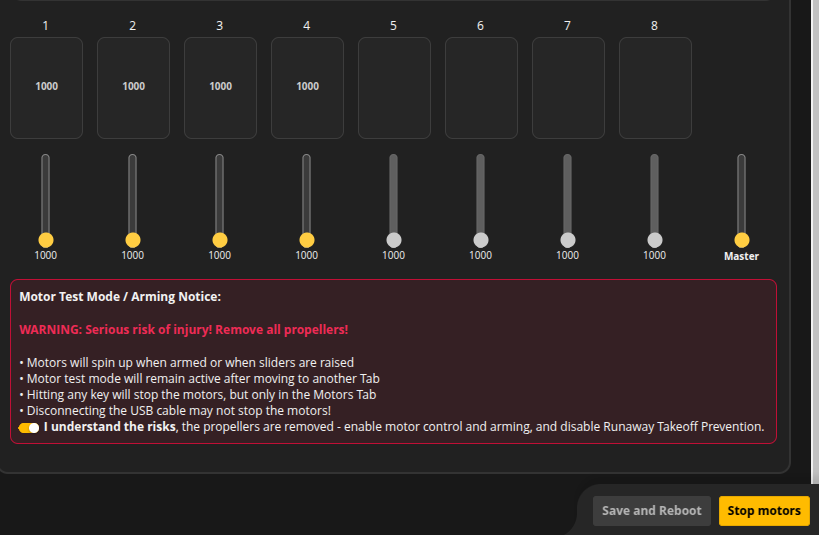 1 2 3 4 5 6 7 8
1000 1000 1000 1000
1000 1000 1000 1000 1000 1000 1000 1000 Master
Motor Test Mode / Arming Notice:
WARNING: Serious risk of injury! Remove all propellers!
• Motors will spin up when armed or when sliders are raised
• Motor test mode will remain active after moving to another Tab
• Hitting any key will stop the motors, but only in the Motors Tab
• Disconnecting the USB cable may not stop the motors!
I understand the risks, the propellers are removed - enable motor control and arming, and disable Runaway Takeoff Prevention.
Save and Reboot Stop motors